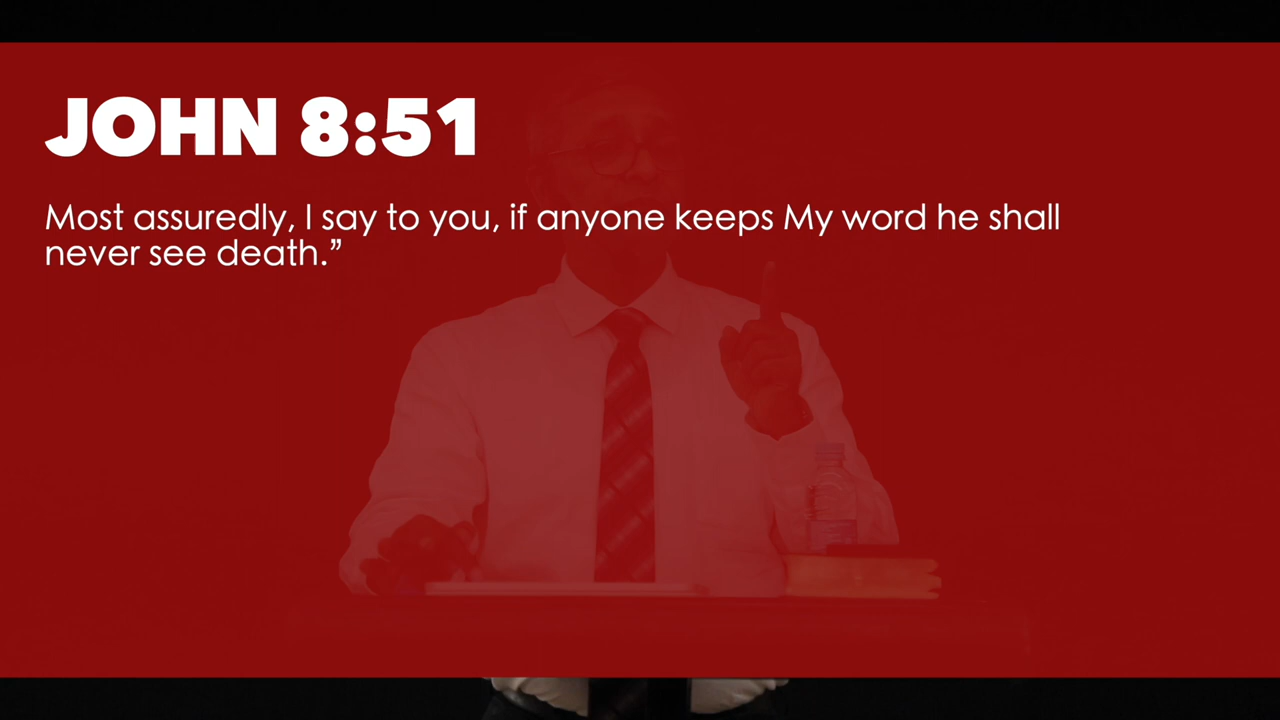 JOHN 8:51
Most assuredly, I say to you, if anyone keeps My word he shall
never see death.”